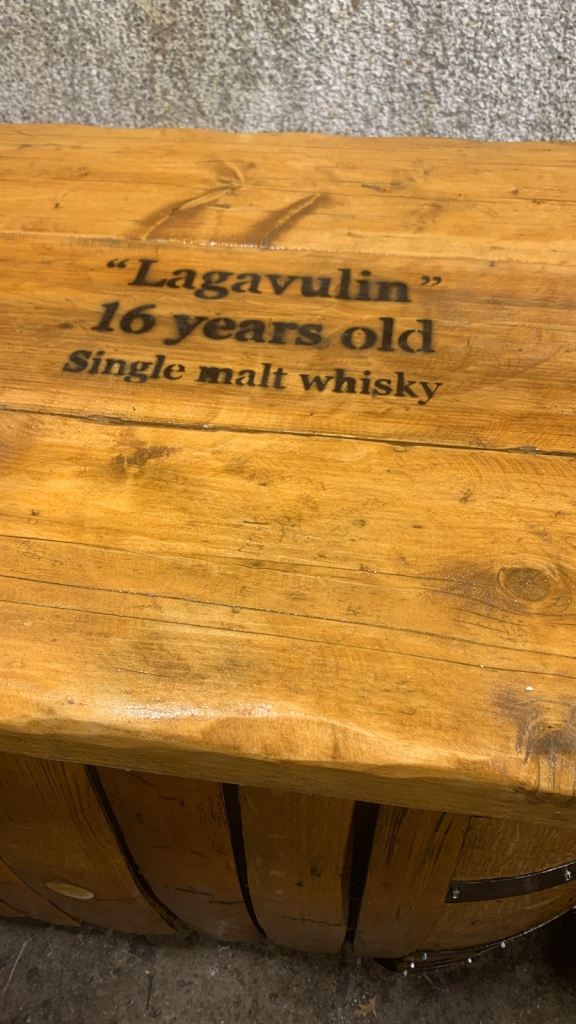 “Lagavulin”
16 years old
Single malt whisky